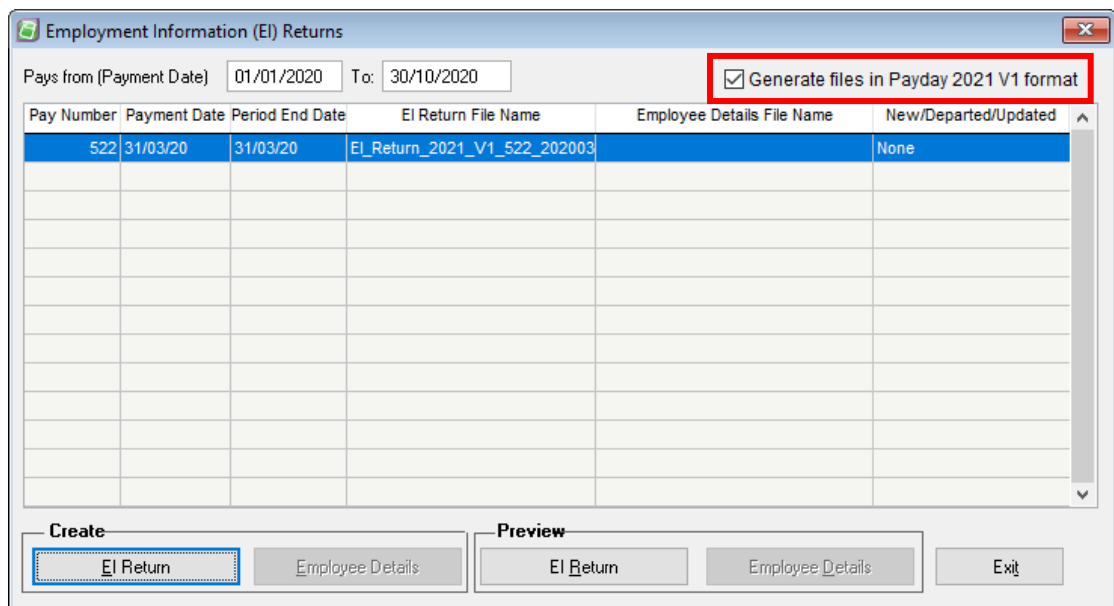 Employment Information (EI) Returns
Pays from (Payment Date) 01/01/2020 To: 30/10/2020 Generate files in Payday 2021 V1 format
Pay Number Payment Date Period End Date EI Return File Name Employee Details File Name New/Departed/Updated
522 31/03/20 31/03/20 EI_Return_2021_V1_522_202003 None
Create Preview
EI Return Employee Details EI Return Employee Details Exit